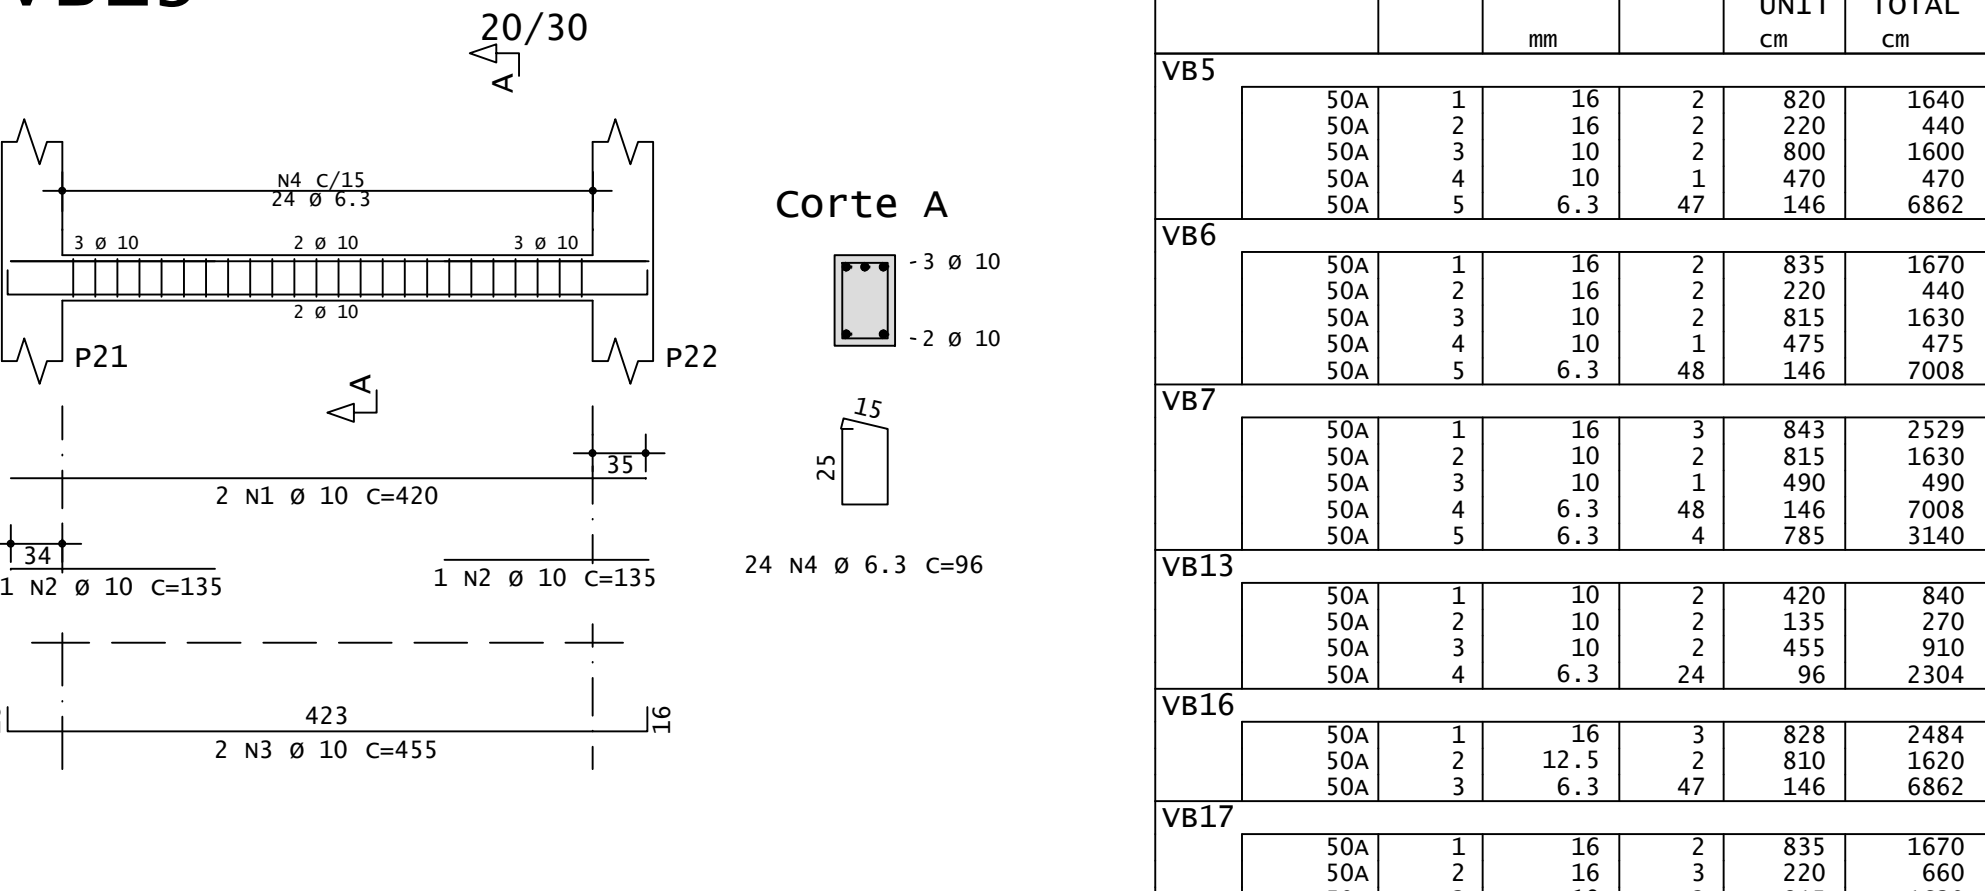 20/30
A
N4 C/15
24 Ø 6.3
3 Ø 10 2 Ø 10 3 Ø 10
2 Ø 10
P21 P22
A
35
2 N1 Ø 10 C=420
34
1 N2 Ø 10 C=135 1 N2 Ø 10 C=135
423
16
2 N3 Ø 10 C=455
Corte A
-3 Ø 10
-2 Ø 10
15
25
24 N4 Ø 6.3 C=96
UNIT TOTAL
mm cm cm
VB5
50A 1 16 2 820 1640
50A 2 16 2 220 440
50A 3 10 2 800 1600
50A 4 10 1 470 470
50A 5 6.3 47 146 6862
VB6
50A 1 16 2 835 1670
50A 2 16 2 220 440
50A 3 10 2 815 1630
50A 4 10 1 475 475
50A 5 6.3 48 146 7008
VB7
50A 1 16 3 843 2529
50A 2 10 2 815 1630
50A 3 10 1 490 490
50A 4 6.3 48 146 7008
50A 5 6.3 4 785 3140
VB13
50A 1 10 2 420 840
50A 2 10 2 135 270
50A 3 10 2 455 910
50A 4 6.3 24 96 2304
VB16
50A 1 16 3 828 2484
50A 2 12.5 2 810 1620
50A 3 6.3 47 146 6862
VB17
50A 1 16 2 835 1670
50A 2 16 3 220 660